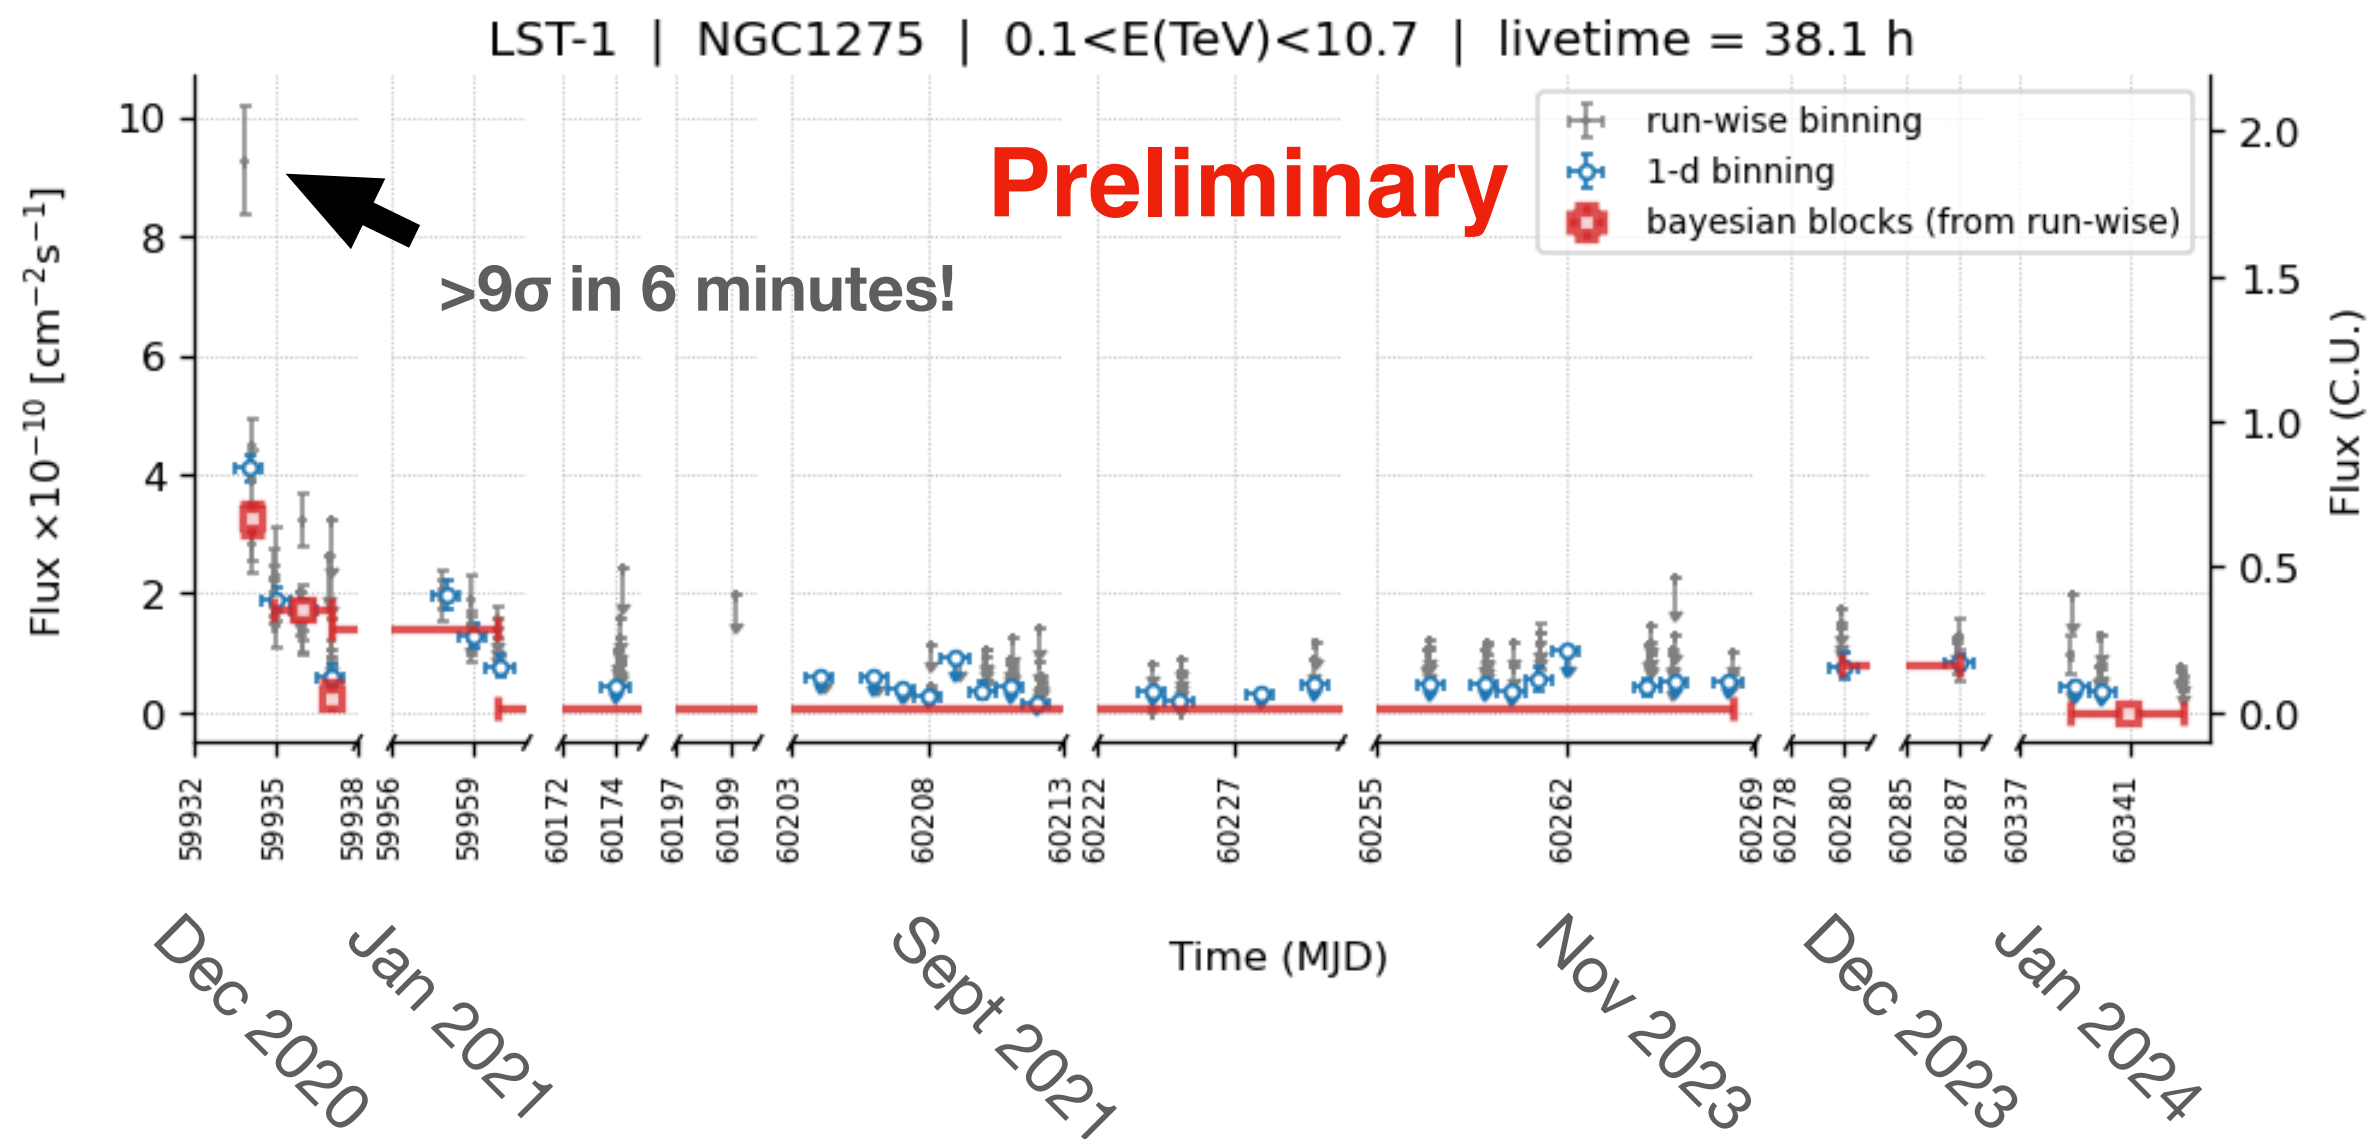 LST-1 | NGC1275 | 0.1<E(TeV)<10.7 | livetime = 38.1 h
Flux ×10⁻¹⁰ [cm⁻²s⁻¹]
10
8
6
4
2
0
>9σ in 6 minutes!
Preliminary
run-wise binning
1-d binning
bayesian blocks (from run-wise)
2.0
1.5
1.0
0.5
0.0
Flux (C.U.)
59932
59935
59938
59956
59959
60172
60174
60197
60199
60203
60208
60213
60222
60227
60255
60262
60269
60278
60280
60285
60287
60337
60341
Time (MJD)
Dec 2020
Jan 2021
Sept 2021
Nov 2023
Dec 2023
Jan 2024